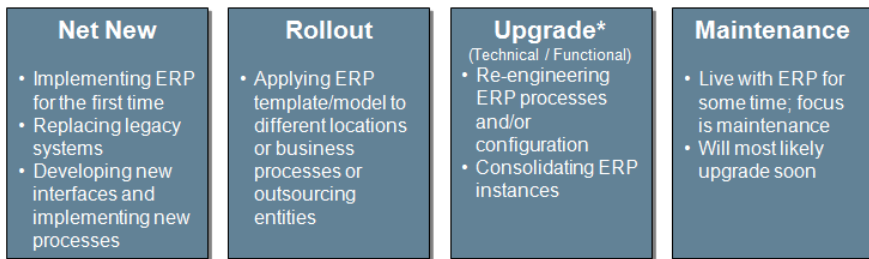 Net New
• Implementing ERP
for the first time
• Replacing legacy
systems
• Developing new
interfaces and
implementing new
processes
Rollout
• Applying ERP
template/model to
different locations
or business
processes or
outsourcing
entities
Upgrade*
(Technical / Functional)
• Re-engineering
ERP processes
and/or
configuration
• Consolidating ERP
instances
Maintenance
• Live with ERP for
some time; focus
is maintenance
• Will most likely
upgrade soon